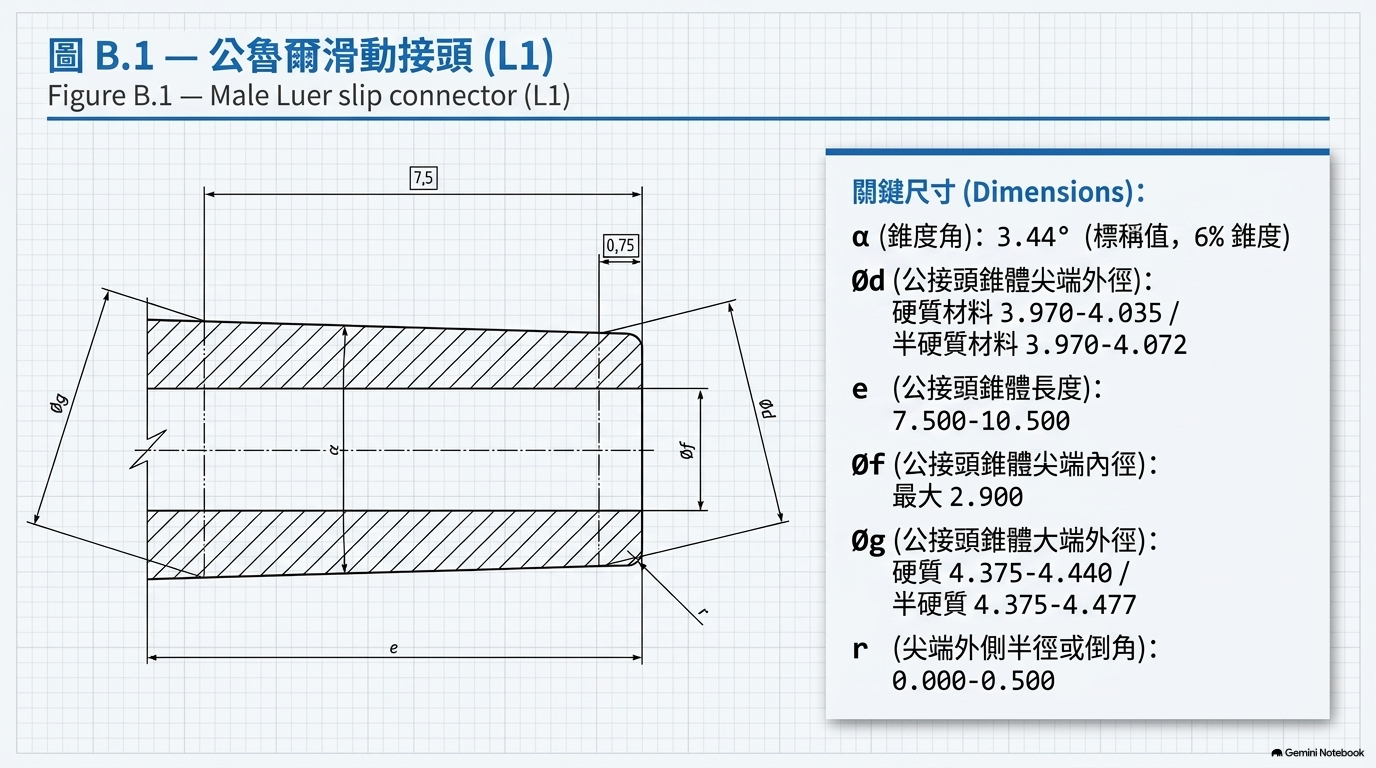 圖 B.1 — 公魯爾滑動接頭 (L1)
Figure B.1 — Male Luer slip connector (L1)
7,5
0,75
Øg
α
Øf
Ød
r
e
關鍵尺寸 (Dimensions):
α (錐度角): 3.44° (標稱值, 6% 錐度)
Ød (公接頭錐體尖端外徑):
硬質材料 3.970-4.035 /
半硬質材料 3.970-4.072
e (公接頭錐體長度):
7.500-10.500
Øf (公接頭錐體尖端內徑):
最大 2.900
Øg (公接頭錐體大端外徑):
硬質 4.375-4.440 /
半硬質 4.375-4.477
r (尖端外側半徑或倒角):
0.000-0.500
Gemini Notebook